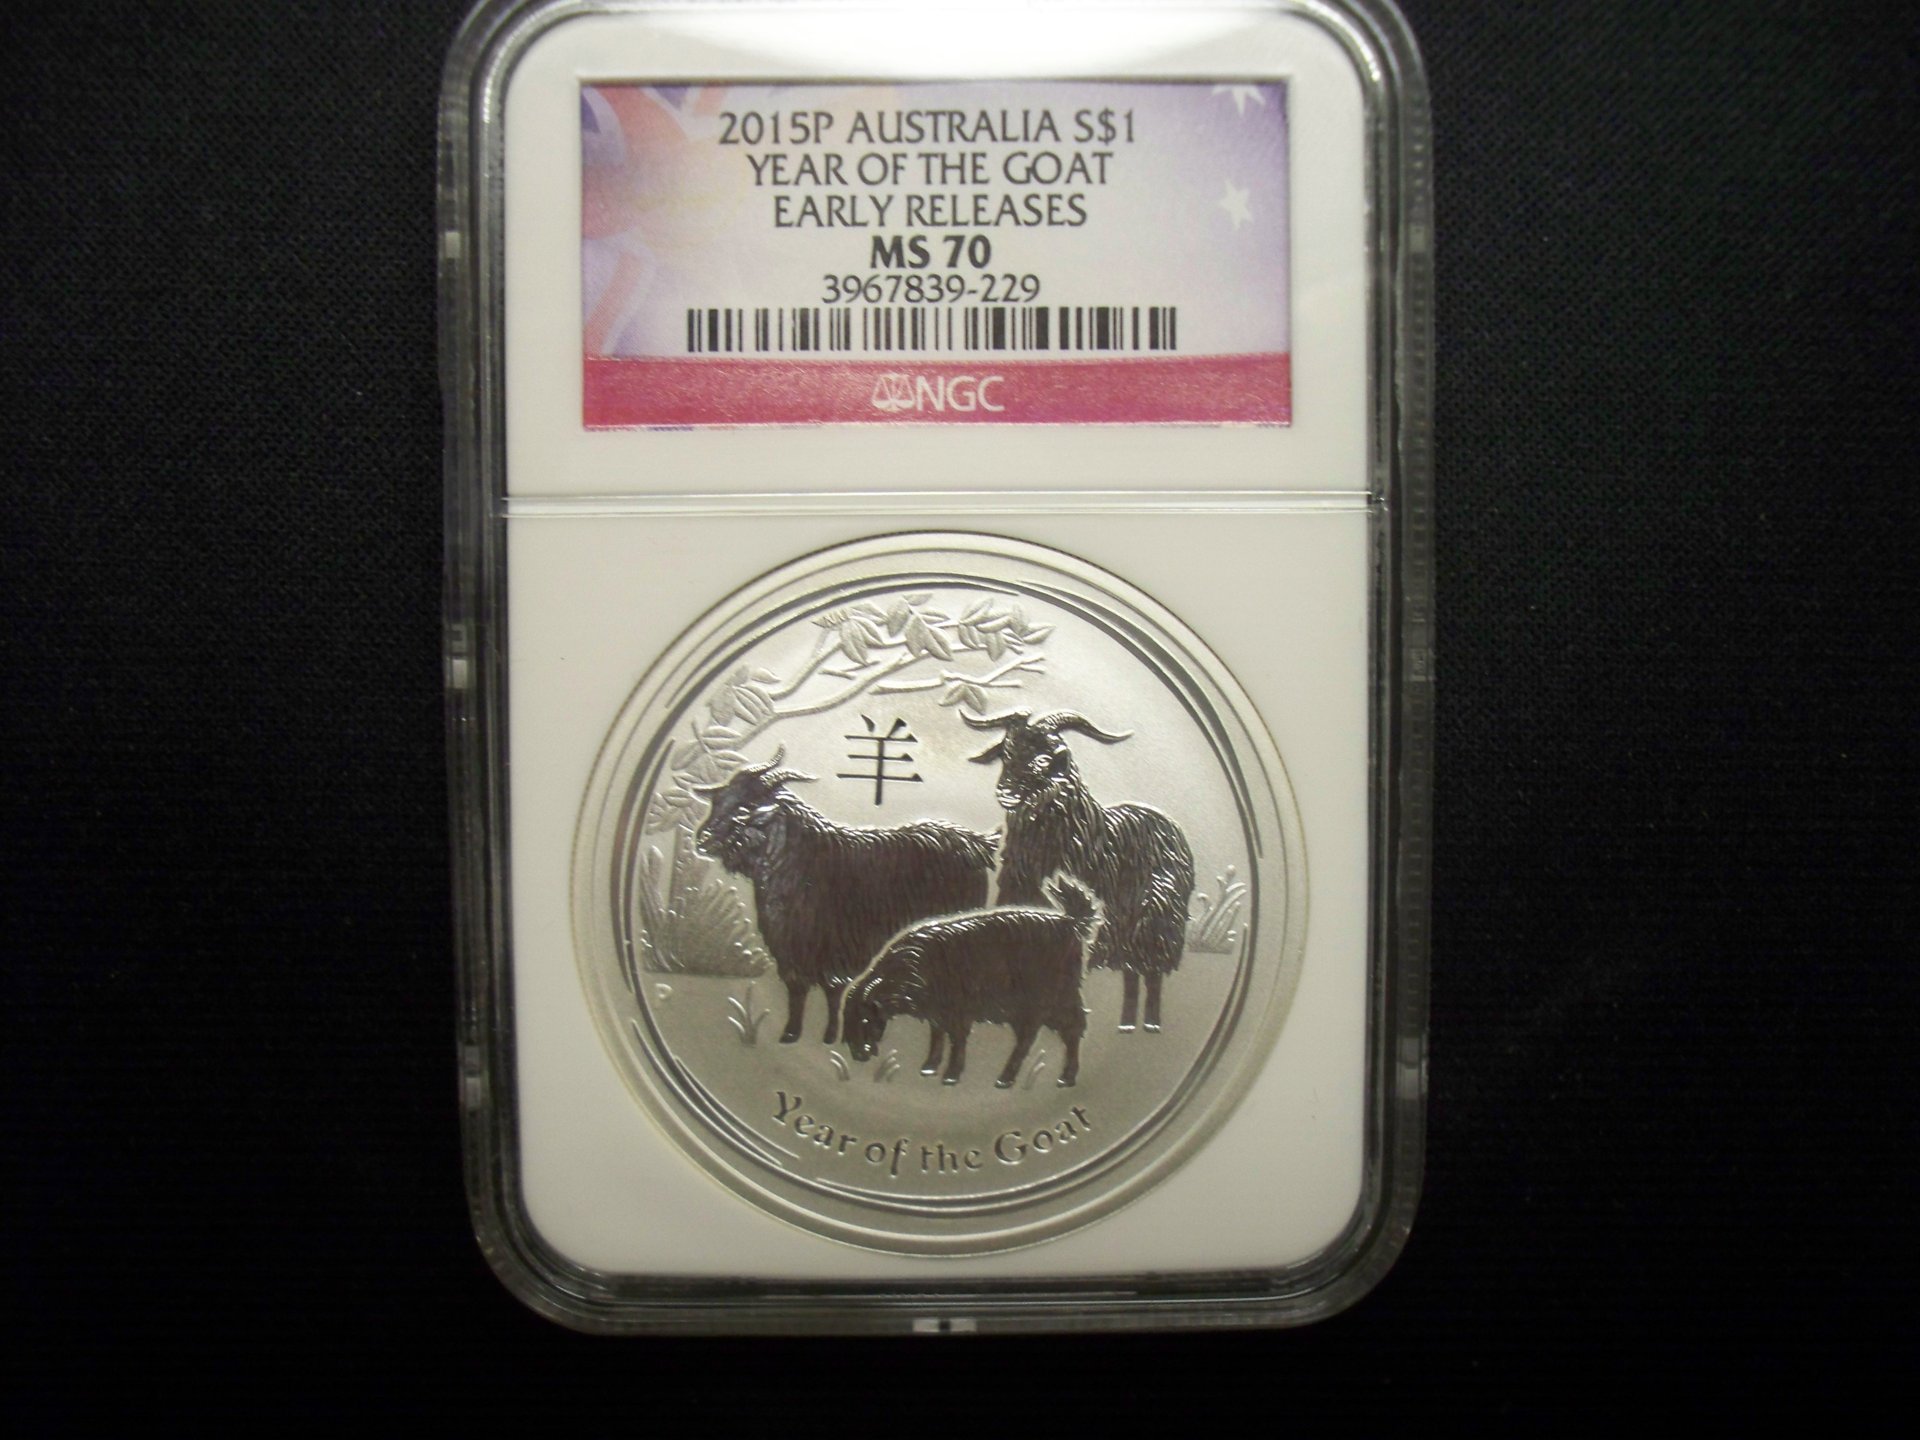 2015P AUSTRALIA S$1
YEAR OF THE GOAT
EARLY RELEASES
MS 70
3967839-229
NGC
羊
P
Year of the Goat